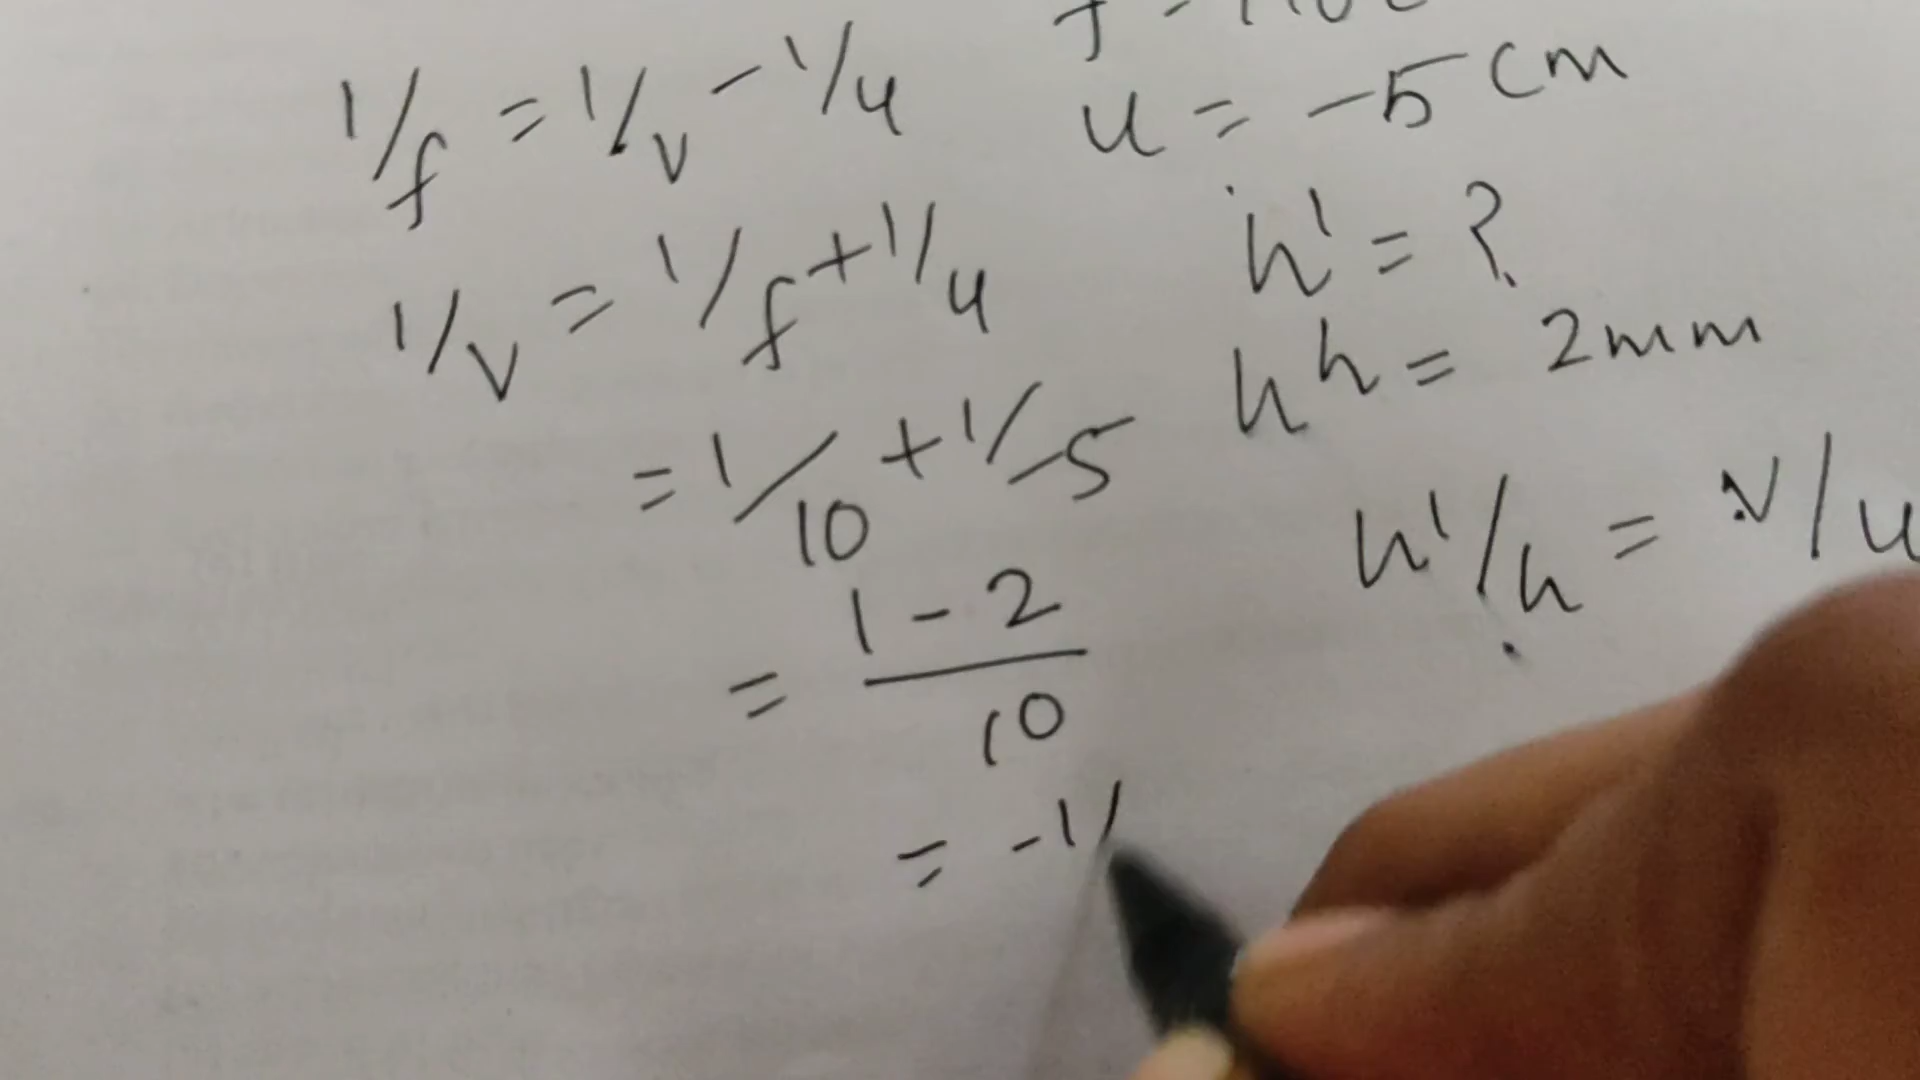 1/f = 1/v - 1/u
1/v = 1/f + 1/u
= 1/10 + 1/-5
= 1 - 2 / 10
= -1/
u = -5 cm
h' = ?
h h = 2mm
h'/h = v/u